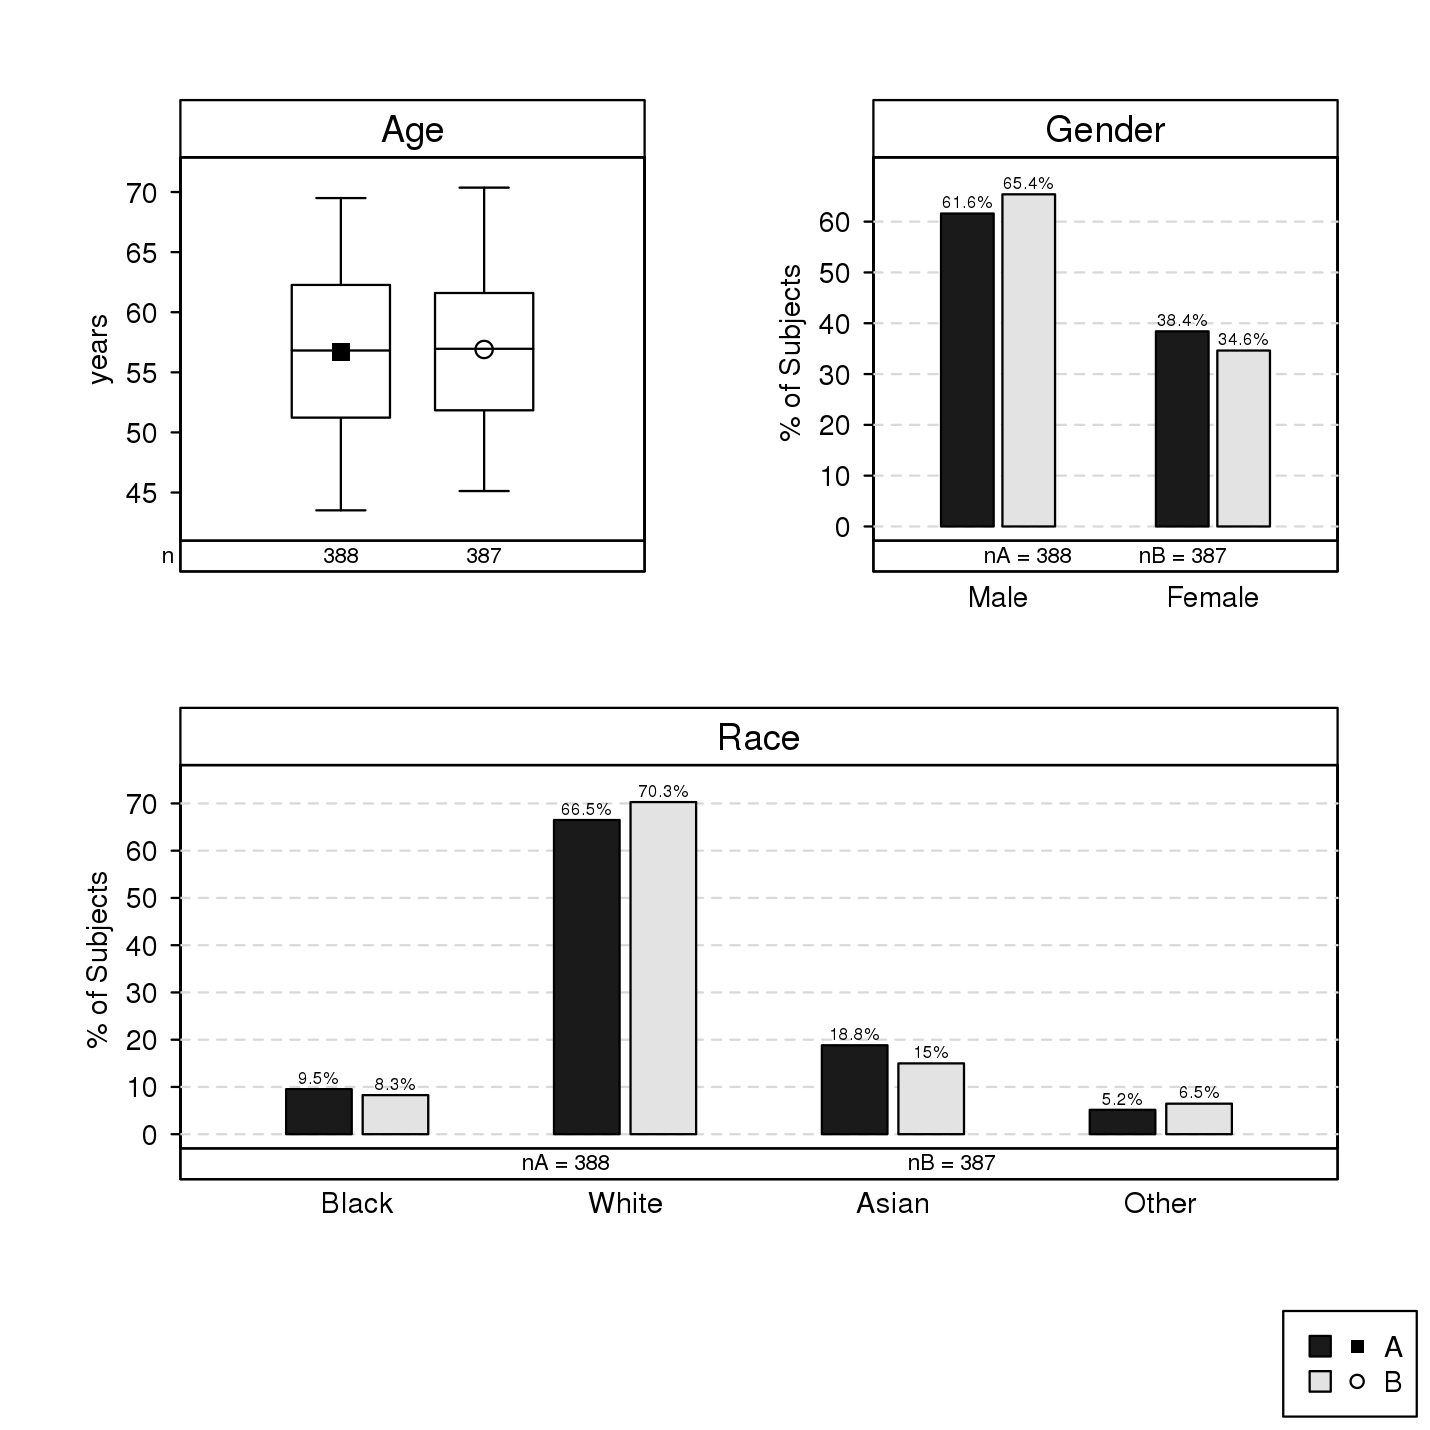 Age
70
65
60
55
50
45
years
n 388 387
Gender
65.4%
61.6%
60
50
40
30
20
10
0
38.4%
34.6%
% of Subjects
nA = 388 nB = 387
Male Female
Race
70.3%
66.5%
70
60
50
40
30
20
10
0
18.8%
15%
9.5%
8.3%
6.5%
5.2%
% of Subjects
nA = 388 nB = 387
Black White Asian Other
A
B